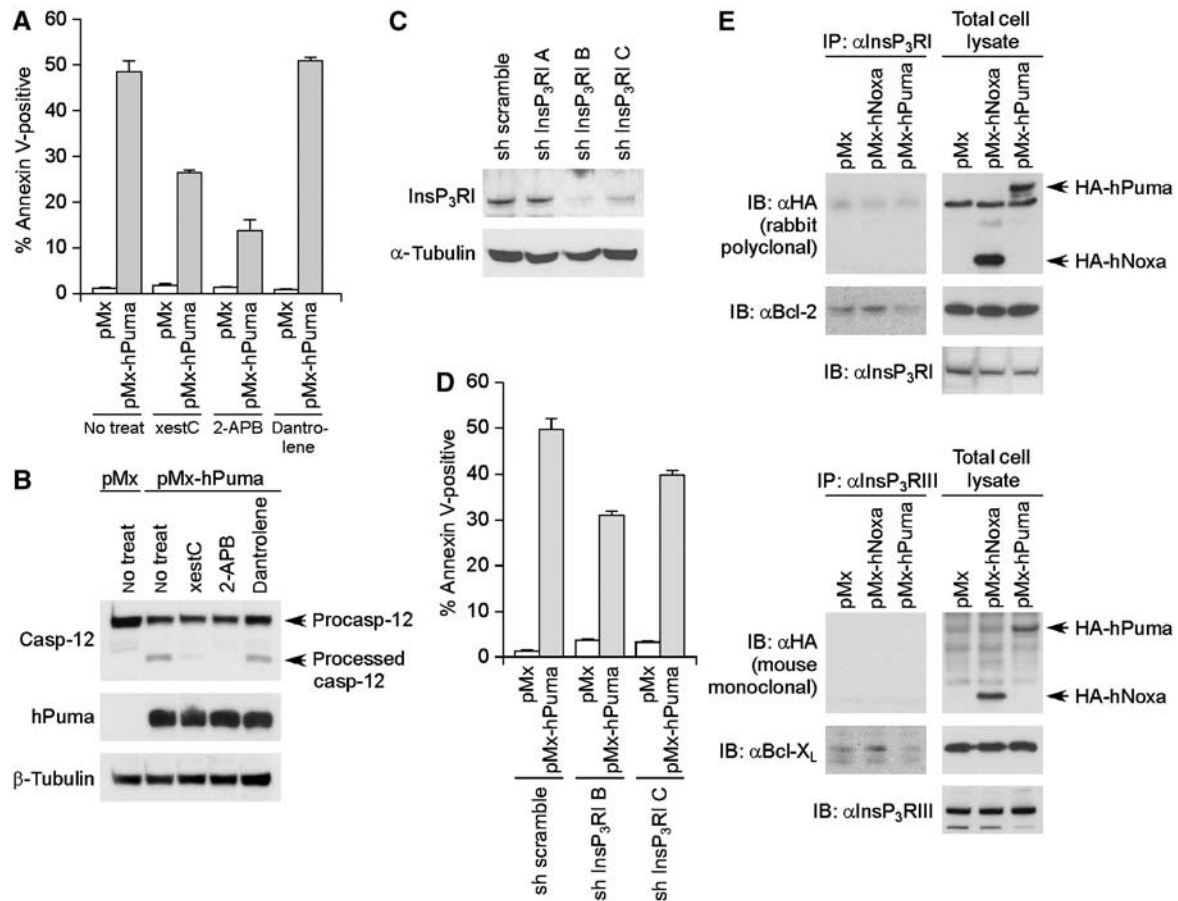 A
% Annexin V-positive
60
50
40
30
20
10
0
pMx
pMx-hPuma
pMx
pMx-hPuma
pMx
pMx-hPuma
pMx
pMx-hPuma
No treat
xestC
2-APB
Dantro-
lene
B
pMx
pMx-hPuma
No treat
No treat
xestC
2-APB
Dantrolene
Casp-12
Procasp-12
Processed
casp-12
hPuma
β-Tubulin
C
sh scramble
sh InsP₃RI A
sh InsP₃RI B
sh InsP₃RI C
InsP₃RI
α-Tubulin
D
% Annexin V-positive
60
50
40
30
20
10
0
pMx
pMx-hPuma
pMx
pMx-hPuma
pMx
pMx-hPuma
sh scramble
sh InsP₃RI B
sh InsP₃RI C
E
IP: αInsP₃RI
Total cell
lysate
pMx
pMx-hNoxa
pMx-hPuma
pMx
pMx-hNoxa
pMx-hPuma
IB: αHA
(rabbit
polyclonal)
HA-hPuma
HA-hNoxa
IB: αBcl-2
IB: αInsP₃RI
IP: αInsP₃RIII
Total cell
lysate
pMx
pMx-hNoxa
pMx-hPuma
pMx
pMx-hNoxa
pMx-hPuma
IB: αHA
(mouse
monoclonal)
HA-hPuma
HA-hNoxa
IB: αBcl-X_L
IB: αInsP₃RIII